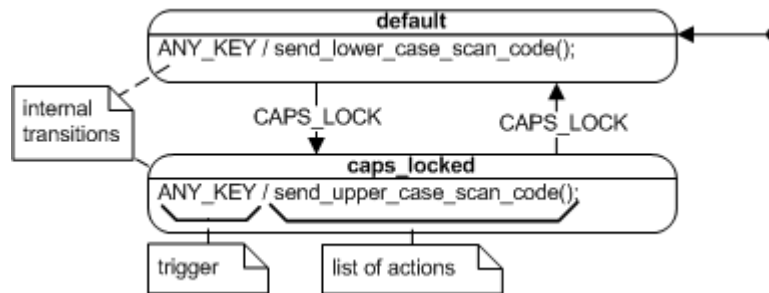 default
ANY_KEY / send_lower_case_scan_code();
internal
transitions
CAPS_LOCK
CAPS_LOCK
caps_locked
ANY_KEY / send_upper_case_scan_code();
trigger
list of actions